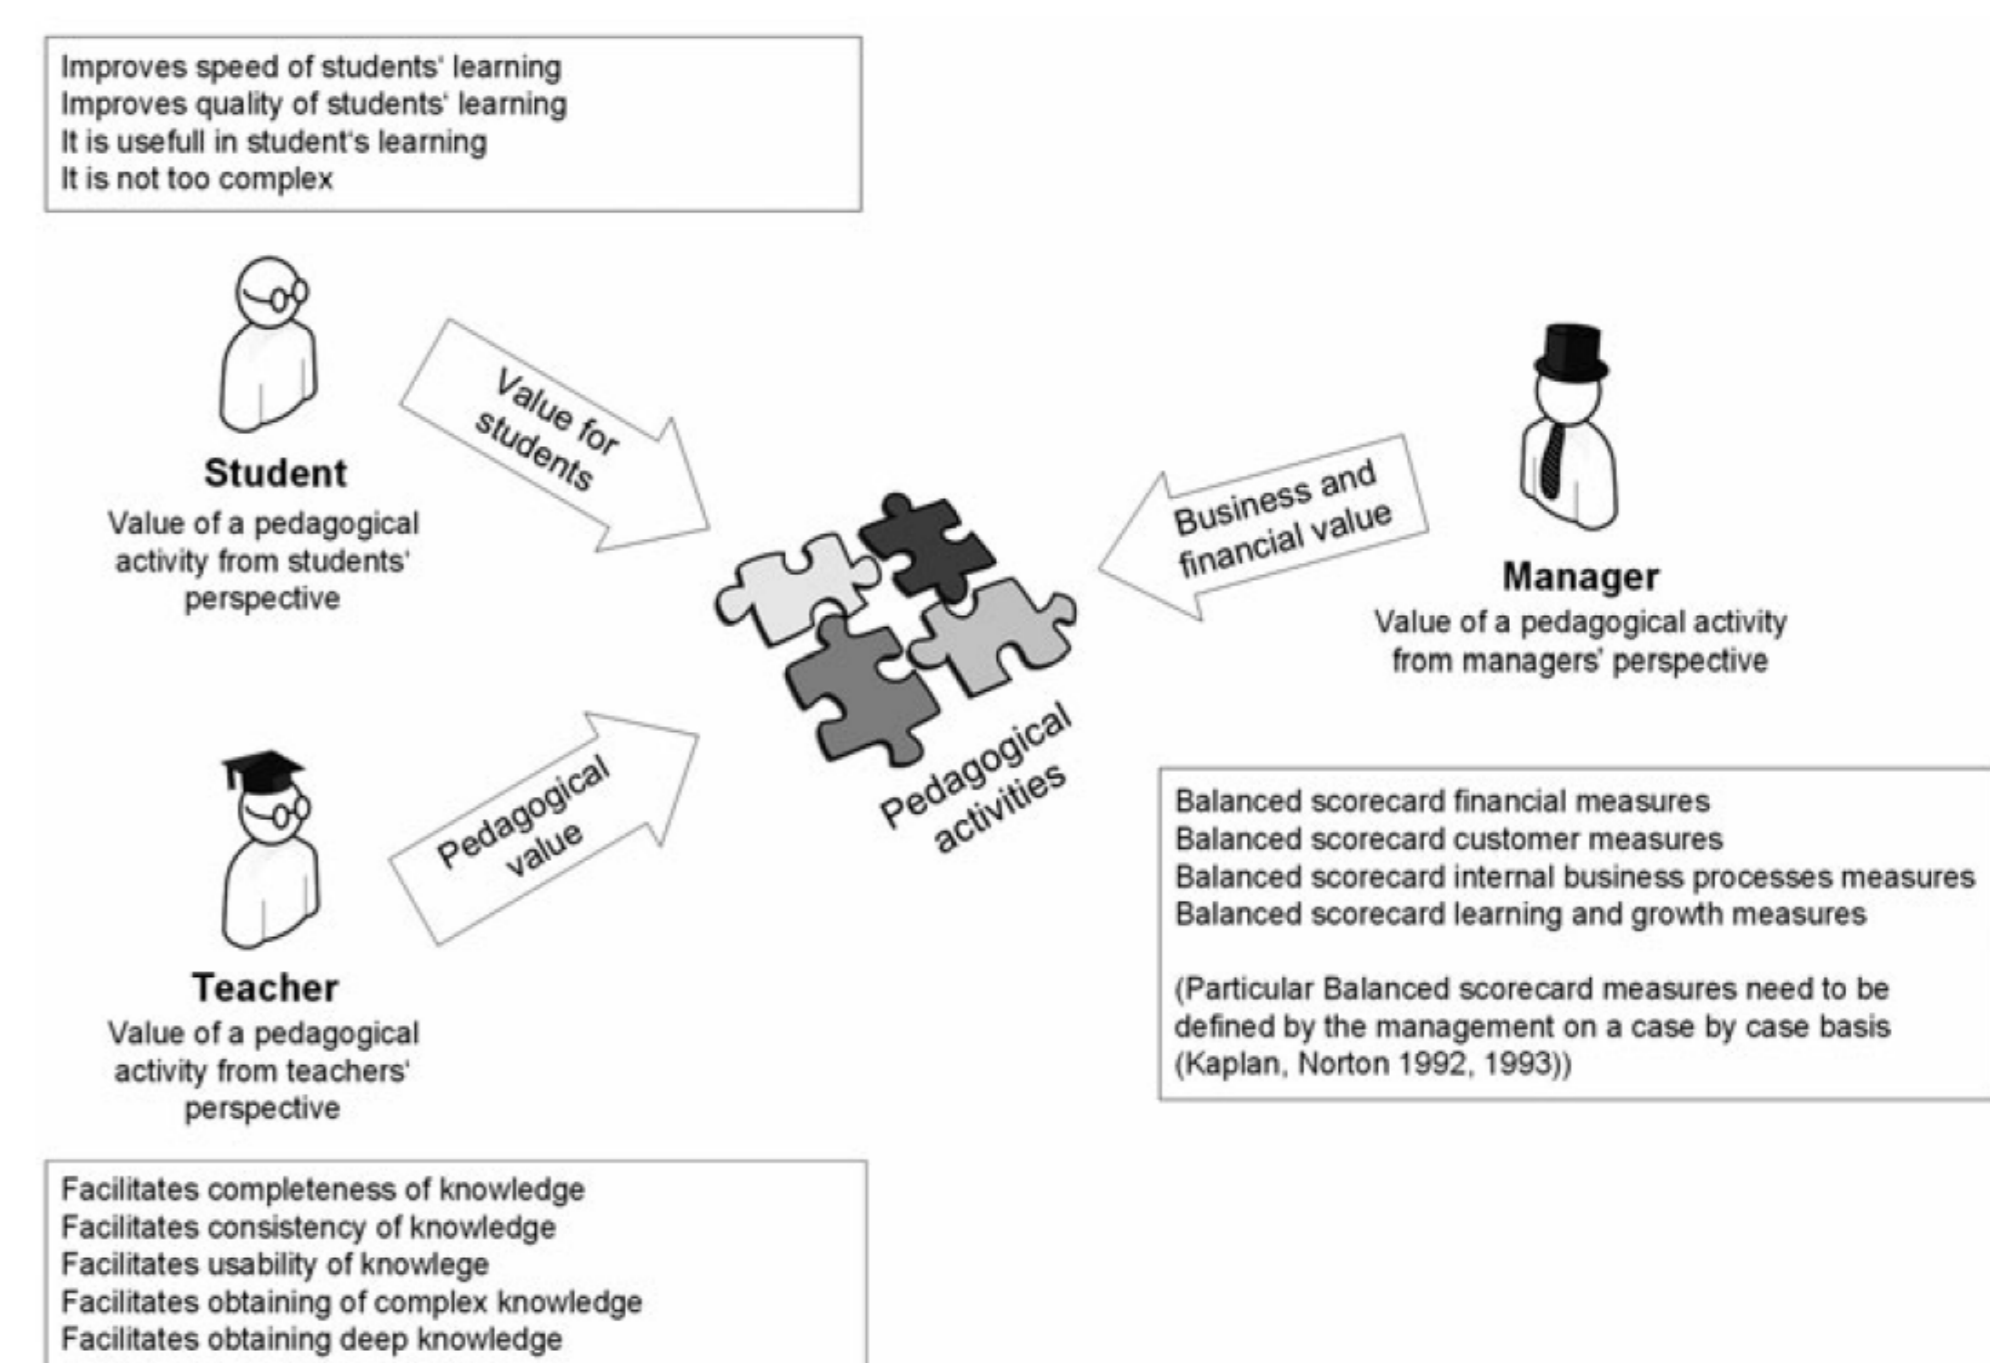 Improves speed of students' learning
Improves quality of students' learning
It is usefull in student's learning
It is not too complex
Student
Value of a pedagogical
activity from students'
perspective
Value for
students
Business and
financial value
Manager
Value of a pedagogical activity
from managers' perspective
Pedagogical
activities
Pedagogical
value
Teacher
Value of a pedagogical
activity from teachers'
perspective
Balanced scorecard financial measures
Balanced scorecard customer measures
Balanced scorecard internal business processes measures
Balanced scorecard learning and growth measures
(Particular Balanced scorecard measures need to be
defined by the management on a case by case basis
(Kaplan, Norton 1992, 1993))
Facilitates completeness of knowledge
Facilitates consistency of knowledge
Facilitates usability of knowlege
Facilitates obtaining of complex knowledge
Facilitates obtaining deep knowledge